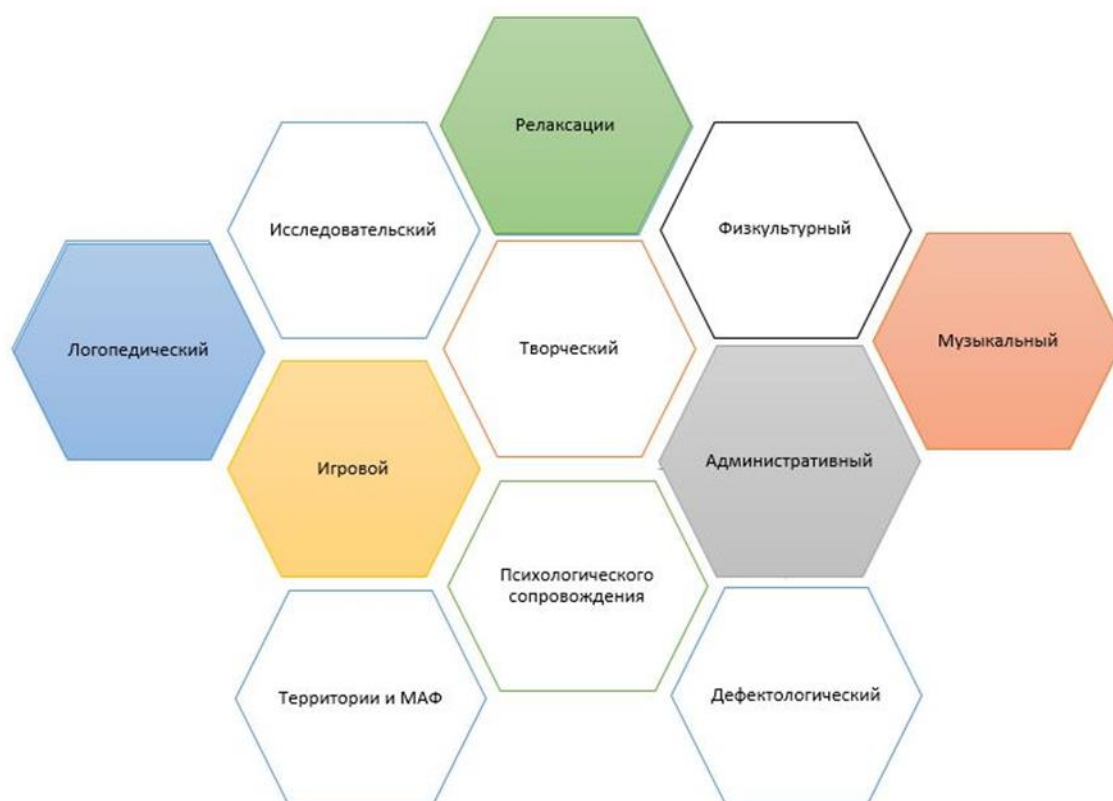 Релаксации
Исследовательский
Физкультурный
Логопедический
Творческий
Музыкальный
Игровой
Административный
Психологического
сопровождения
Территории и МАФ
Дефектологический